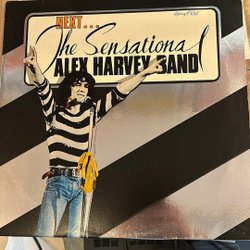 NEXT...
The Sensational
ALEX HARVEY BAND